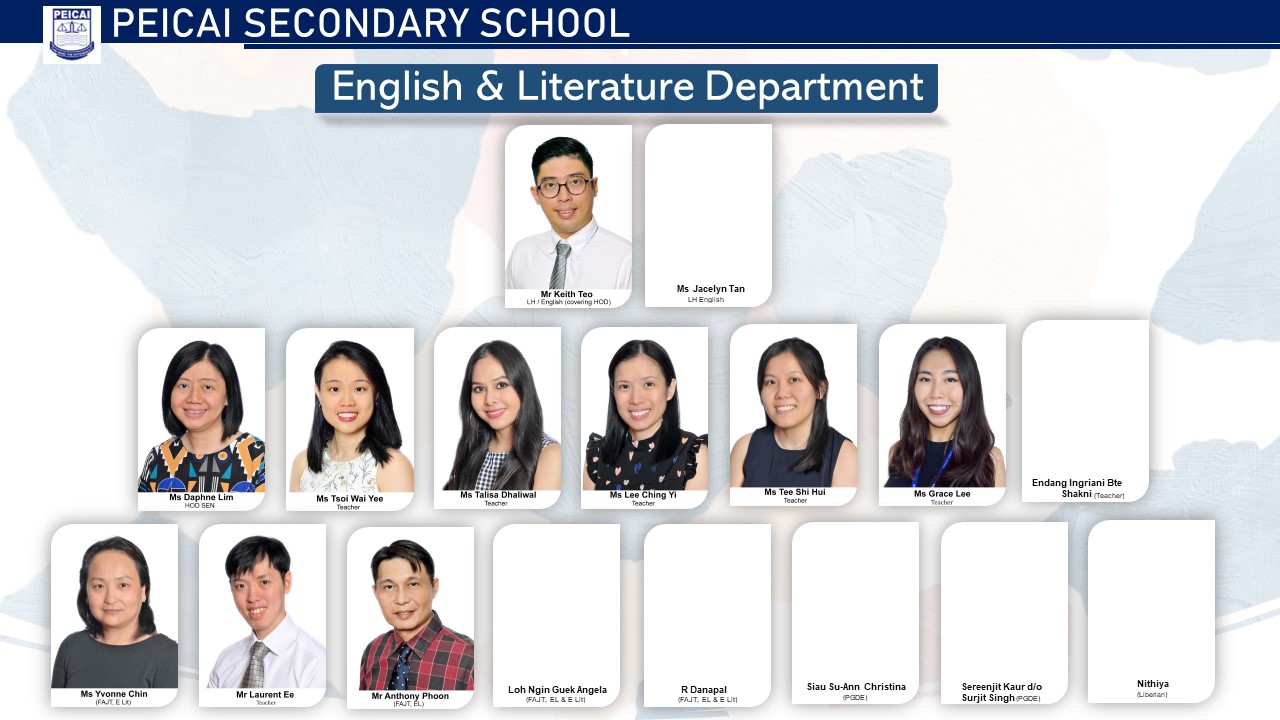 PEICAI
PEICAI SECONDARY SCHOOL
English & Literature Department
Mr Keith Teo
LH / English (covering HOD)
Ms Jacelyn Tan
LH English
Ms Daphne Lim
HOD SEN
Ms Tsoi Wai Yee
Teacher
Ms Talisa Dhaliwal
Teacher
Ms Lee Ching Yi
Teacher
Ms Tee Shi Hui
Teacher
Ms Grace Lee
Teacher
Endang Ingriani Bte
Shakni (Teacher)
Ms Yvonne Chin
(FAJT, E Lit)
Mr Laurent Ee
Teacher
Mr Anthony Phoon
(FAJT, EL)
Loh Ngin Guek Angela
(FAJT, EL & E Lit)
R Danapal
(FAJT, EL & E Lit)
Siau Su-Ann Christina
(PGDE)
Sereenjit Kaur d/o
Surjit Singh (PGDE)
Nithiya
(Liberian)